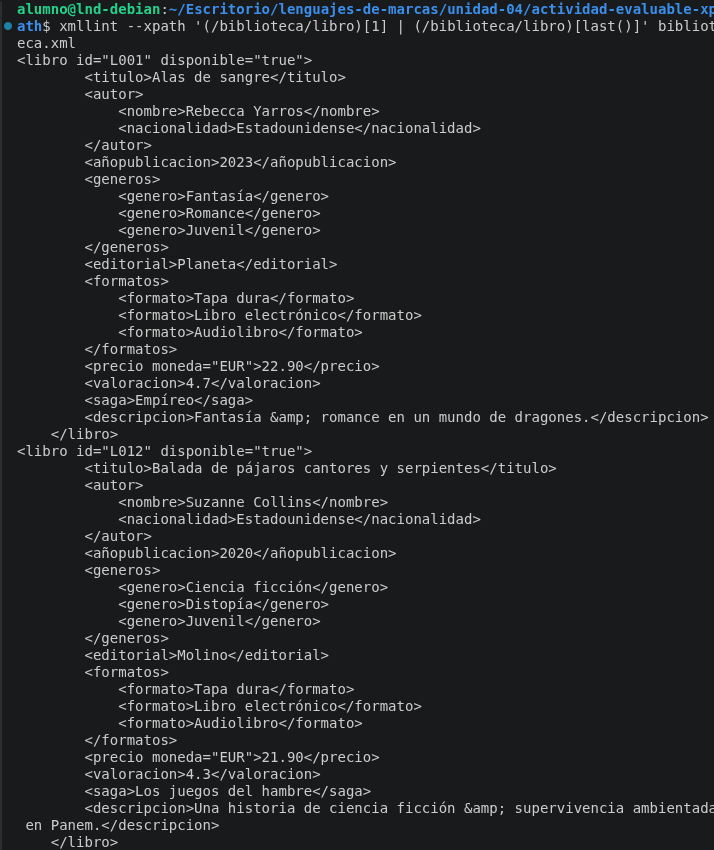 alumno@lnd-debian:~/Escritorio/lenguajes-de-marcas/unidad-04/actividad-evaluable-xp
ath$ xmllint --xpath '(/biblioteca/libro)[1] | (/biblioteca/libro)[last()]' bibliot
eca.xml
<libro id="L001" disponible="true">
        <titulo>Alas de sangre</titulo>
        <autor>
            <nombre>Rebecca Yarros</nombre>
            <nacionalidad>Estadounidense</nacionalidad>
        </autor>
        <añopublicacion>2023</añopublicacion>
        <generos>
            <genero>Fantasía</genero>
            <genero>Romance</genero>
            <genero>Juvenil</genero>
        </generos>
        <editorial>Planeta</editorial>
        <formatos>
            <formato>Tapa dura</formato>
            <formato>Libro electrónico</formato>
            <formato>Audiolibro</formato>
        </formatos>
        <precio moneda="EUR">22.90</precio>
        <valoracion>4.7</valoracion>
        <saga>Empíreo</saga>
        <descripcion>Fantasía &amp; romance en un mundo de dragones.</descripcion>
    </libro>
<libro id="L012" disponible="true">
        <titulo>Balada de pájaros cantores y serpientes</titulo>
        <autor>
            <nombre>Suzanne Collins</nombre>
            <nacionalidad>Estadounidense</nacionalidad>
        </autor>
        <añopublicacion>2020</añopublicacion>
        <generos>
            <genero>Ciencia ficción</genero>
            <genero>Distopía</genero>
            <genero>Juvenil</genero>
        </generos>
        <editorial>Molino</editorial>
        <formatos>
            <formato>Tapa dura</formato>
            <formato>Libro electrónico</formato>
            <formato>Audiolibro</formato>
        </formatos>
        <precio moneda="EUR">21.90</precio>
        <valoracion>4.3</valoracion>
        <saga>Los juegos del hambre</saga>
        <descripcion>Una historia de ciencia ficción &amp; supervivencia ambientada
 en Panem.</descripcion>
    </libro>